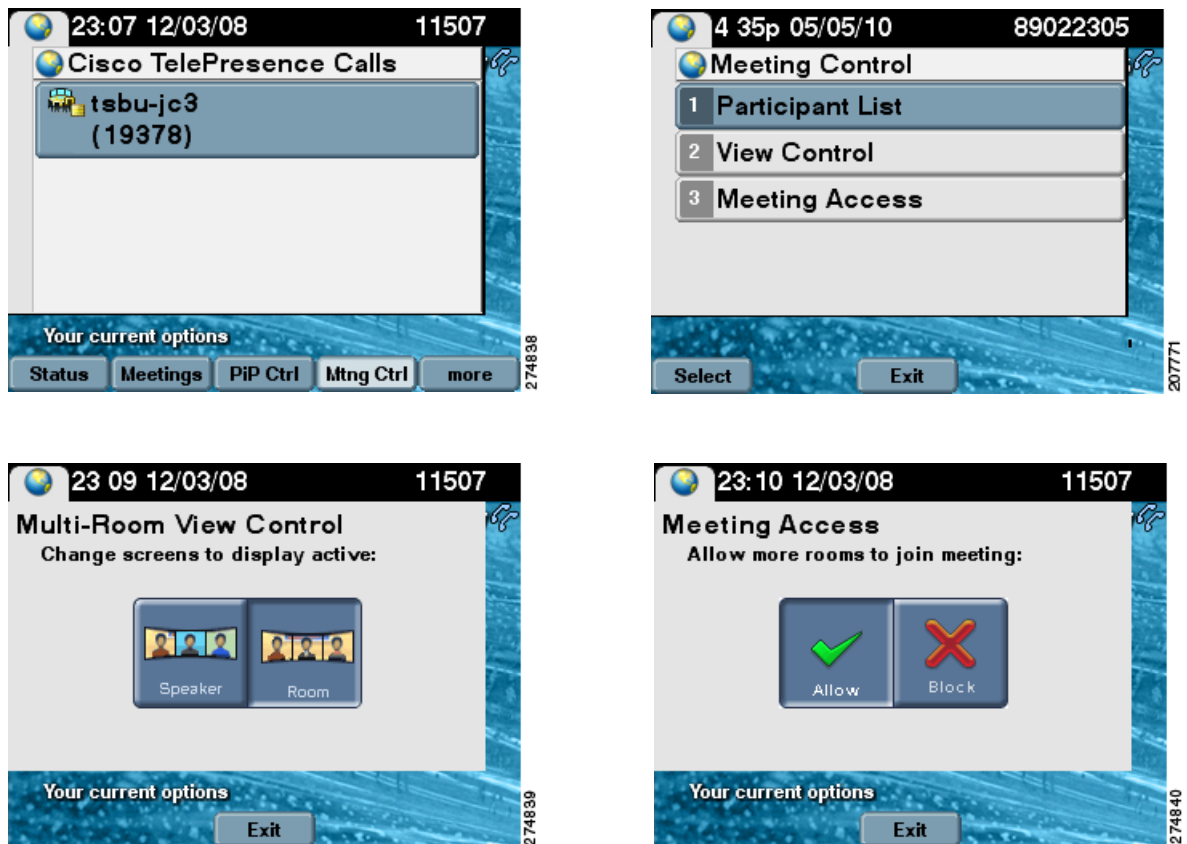 23:07 12/03/08 11507
Cisco TelePresence Calls
tsbu-jc3
(19378)
Your current options
Status Meetings PiP Ctrl Mtng Ctrl more
274838
4 35p 05/05/10 89022305
Meeting Control
1 Participant List
2 View Control
3 Meeting Access
Select Exit
207771
23 09 12/03/08 11507
Multi-Room View Control
Change screens to display active:
Speaker Room
Your current options
Exit
274839
23:10 12/03/08 11507
Meeting Access
Allow more rooms to join meeting:
Allow Block
Your current options
Exit
274840